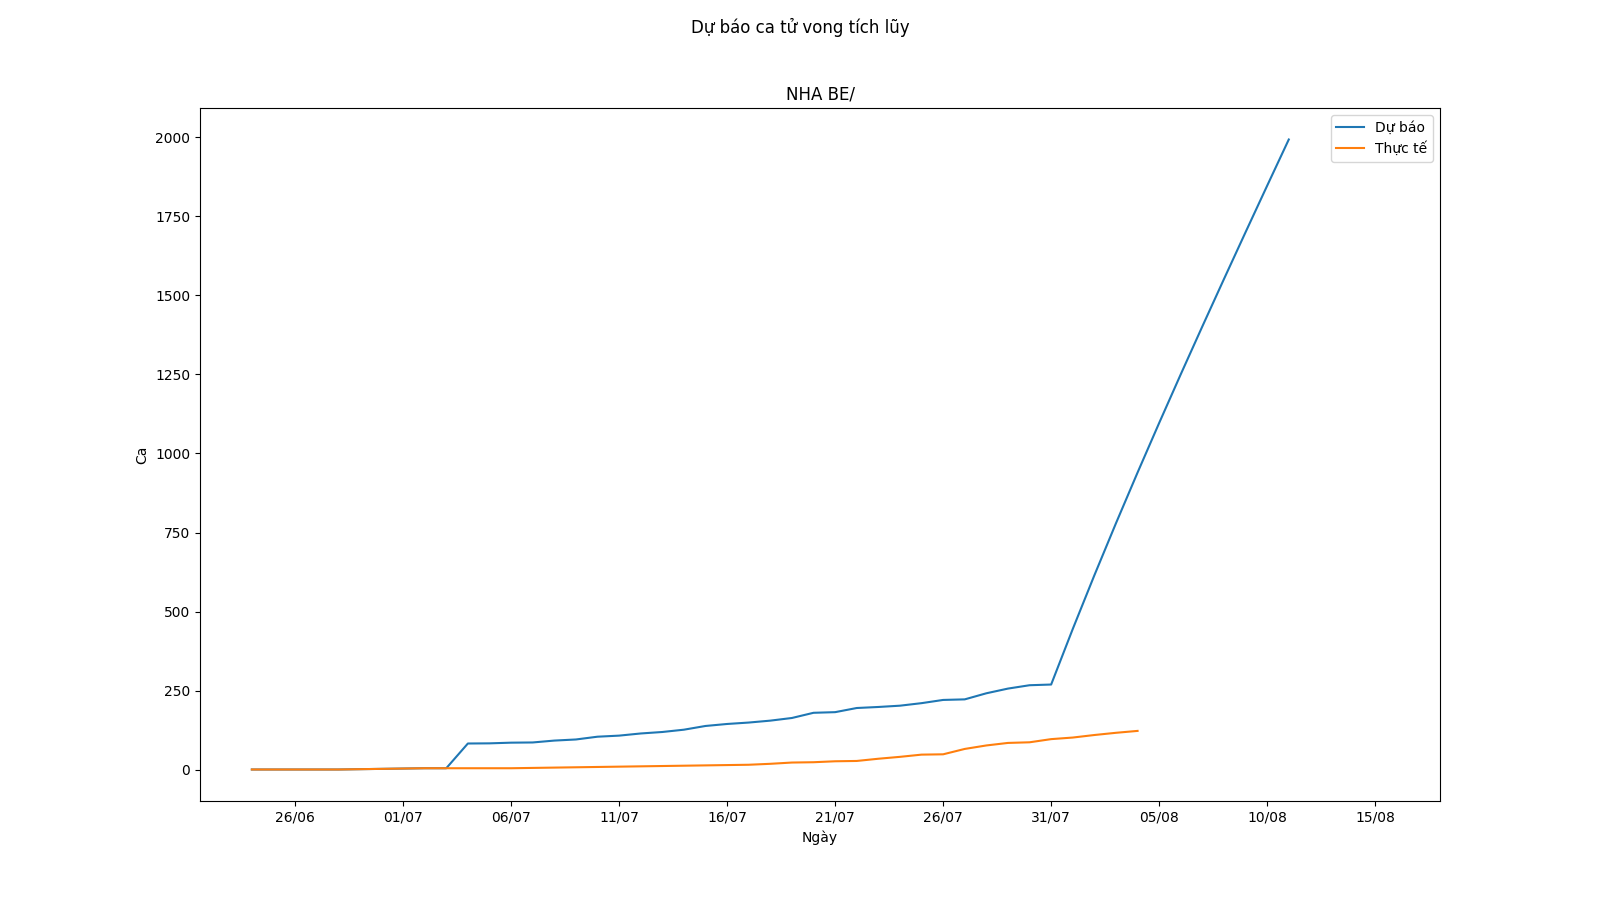 Dự báo ca tử vong tích lũy
NHA BE/
Dự báo
Thực tế
Ca
2000
1750
1500
1250
1000
750
500
250
0
26/06 01/07 06/07 11/07 16/07 21/07 26/07 31/07 05/08 10/08 15/08
Ngày